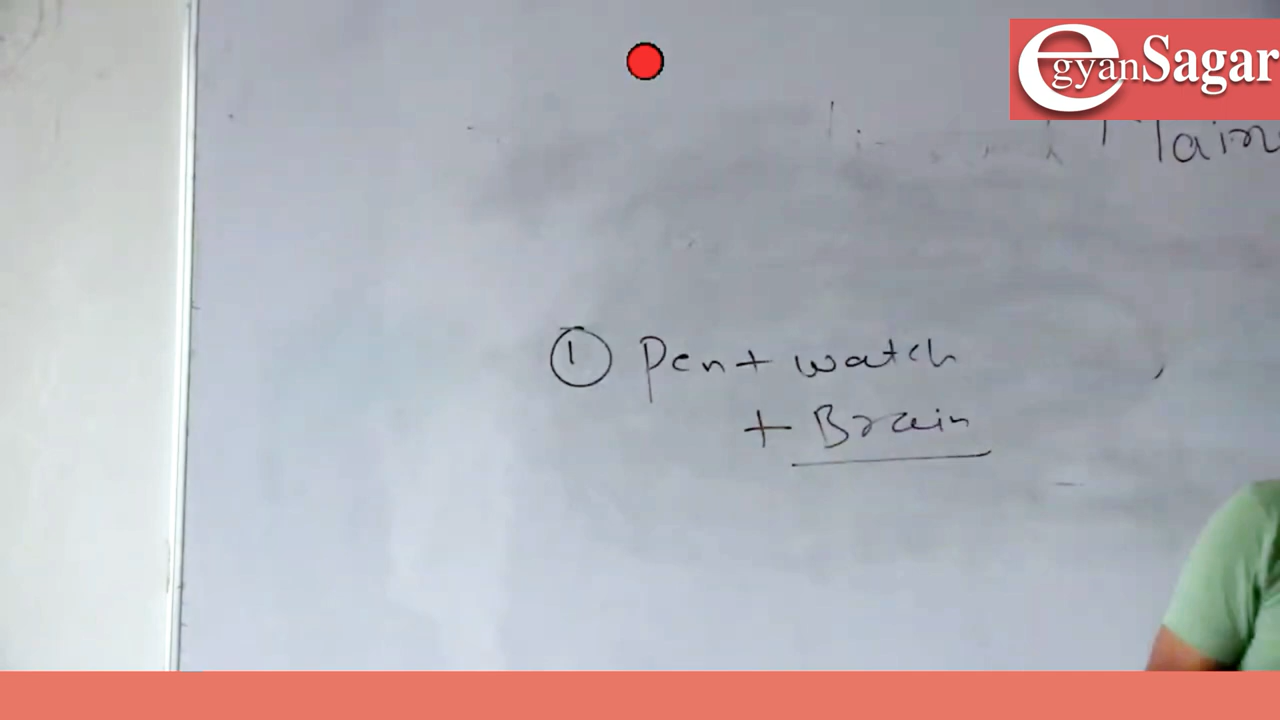 egyanSagar
Main
① Pen + watch
+ Brain